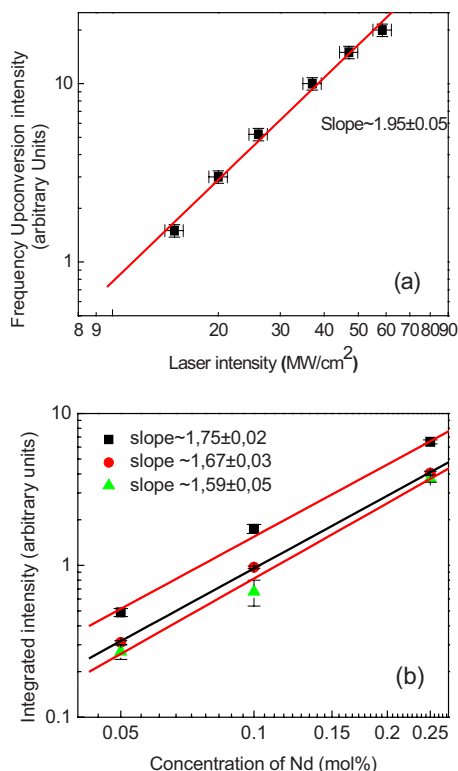 10
1
Frequency Upconversion intensity
(arbitrary Units)
Slope~1.95±0.05
(a)
8 9 20 30 40 50 60 70 80 90
Laser intensity (MW/cm²)
10
1
0.1
Integrated intensity (arbitrary units)
slope~1,75±0,02
slope ~1,67±0,03
slope ~1,59±0,05
(b)
0.05 0.1 0.15 0.2 0.25
Concentration of Nd (mol%)